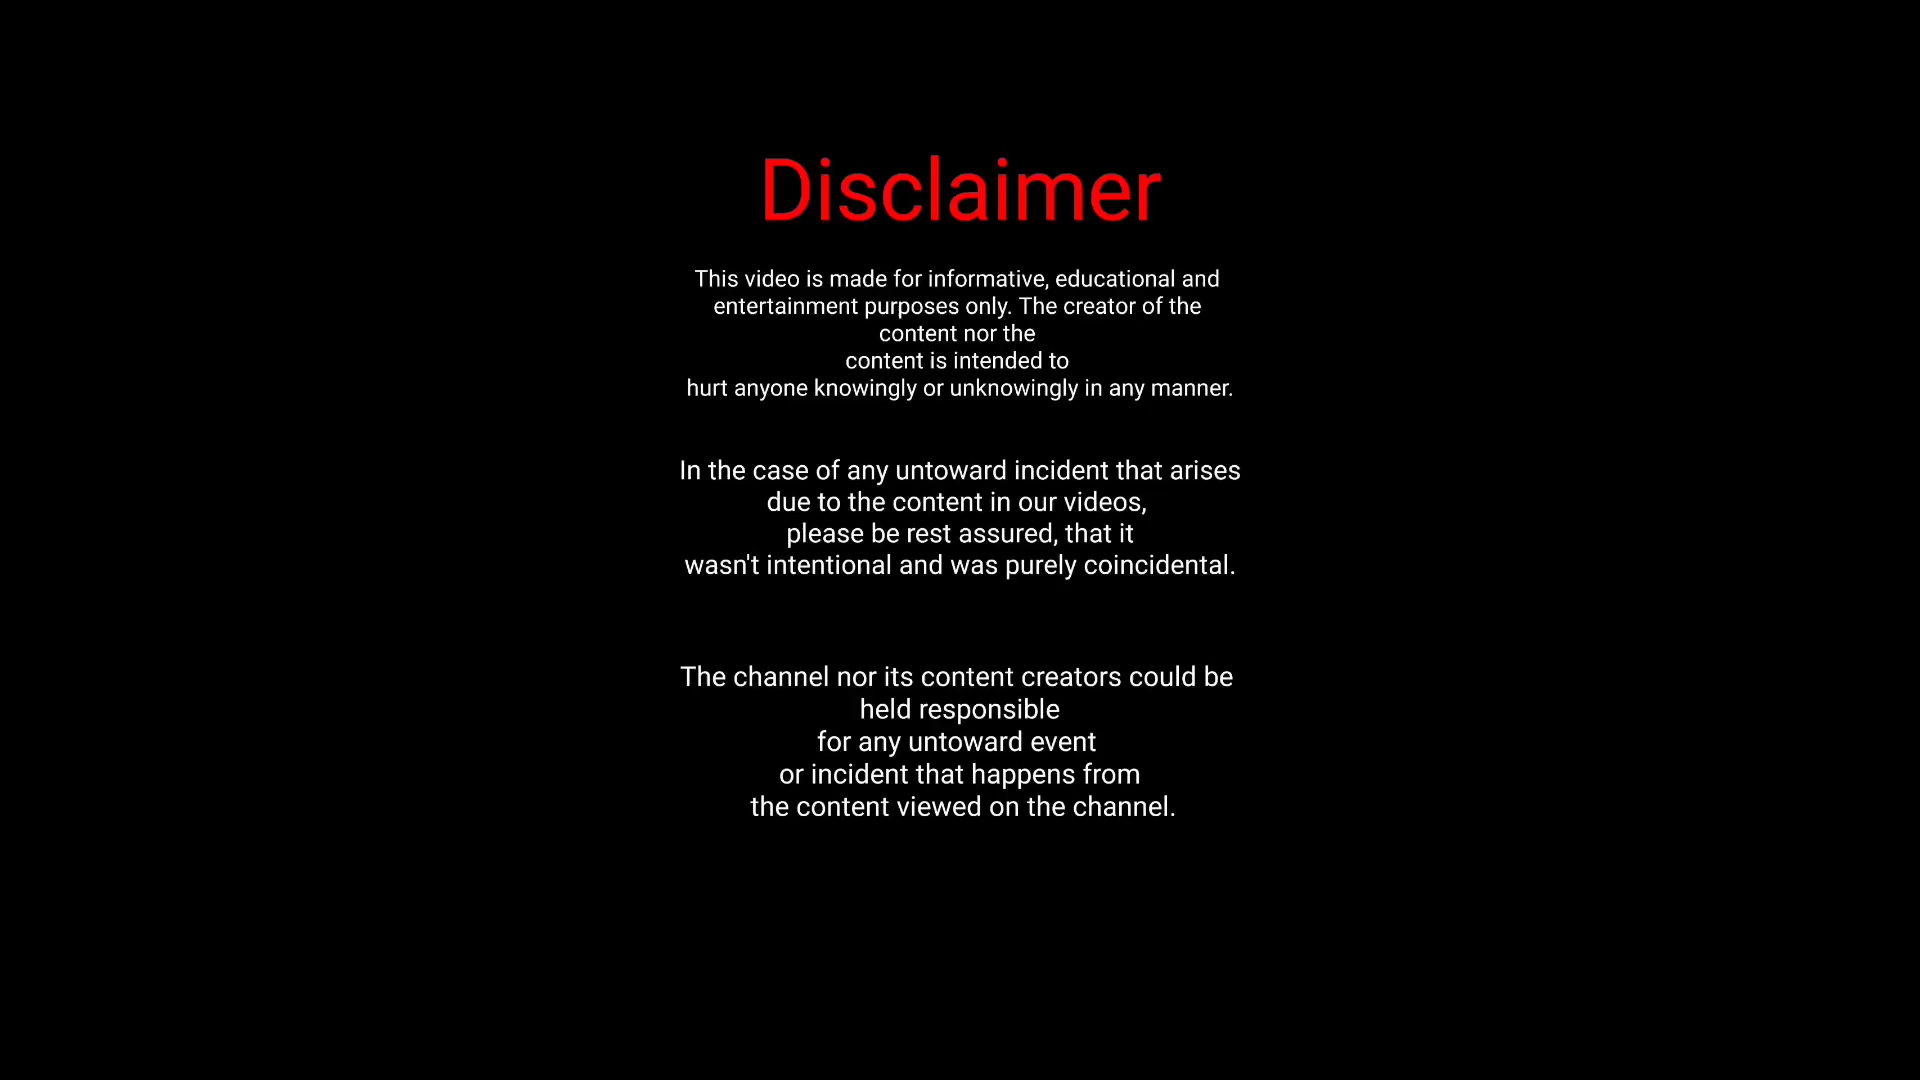 Disclaimer
This video is made for informative, educational and
entertainment purposes only. The creator of the
content nor the
content is intended to
hurt anyone knowingly or unknowingly in any manner.
In the case of any untoward incident that arises
due to the content in our videos,
please be rest assured, that it
wasn't intentional and was purely coincidental.
The channel nor its content creators could be
held responsible
for any untoward event
or incident that happens from
the content viewed on the channel.